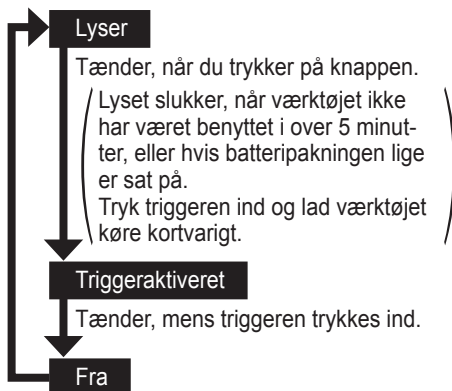 Lyser
Tænder, når du trykker på knappen.
Lyset slukker, når værktøjet ikke
har været benyttet i over 5 minut-
ter, eller hvis batteripakningen lige
er sat på.
Tryk triggeren ind og lad værktøjet
køre kortvarigt.
Triggeraktiveret
Tænder, mens triggeren trykkes ind.
Fra